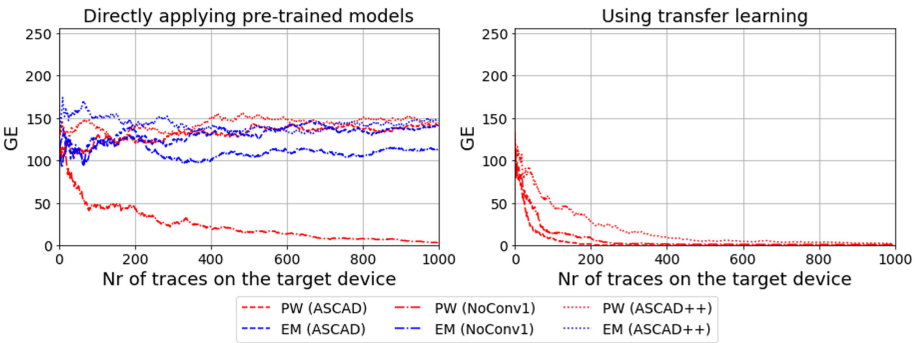 Directly applying pre-trained models
Using transfer learning
GE
250
200
150
100
50
0
0 200 400 600 800 1000
Nr of traces on the target device
GE
250
200
150
100
50
0
0 200 400 600 800 1000
Nr of traces on the target device
PW (ASCAD) PW (NoConv1) PW (ASCAD++)
EM (ASCAD) EM (NoConv1) EM (ASCAD++)